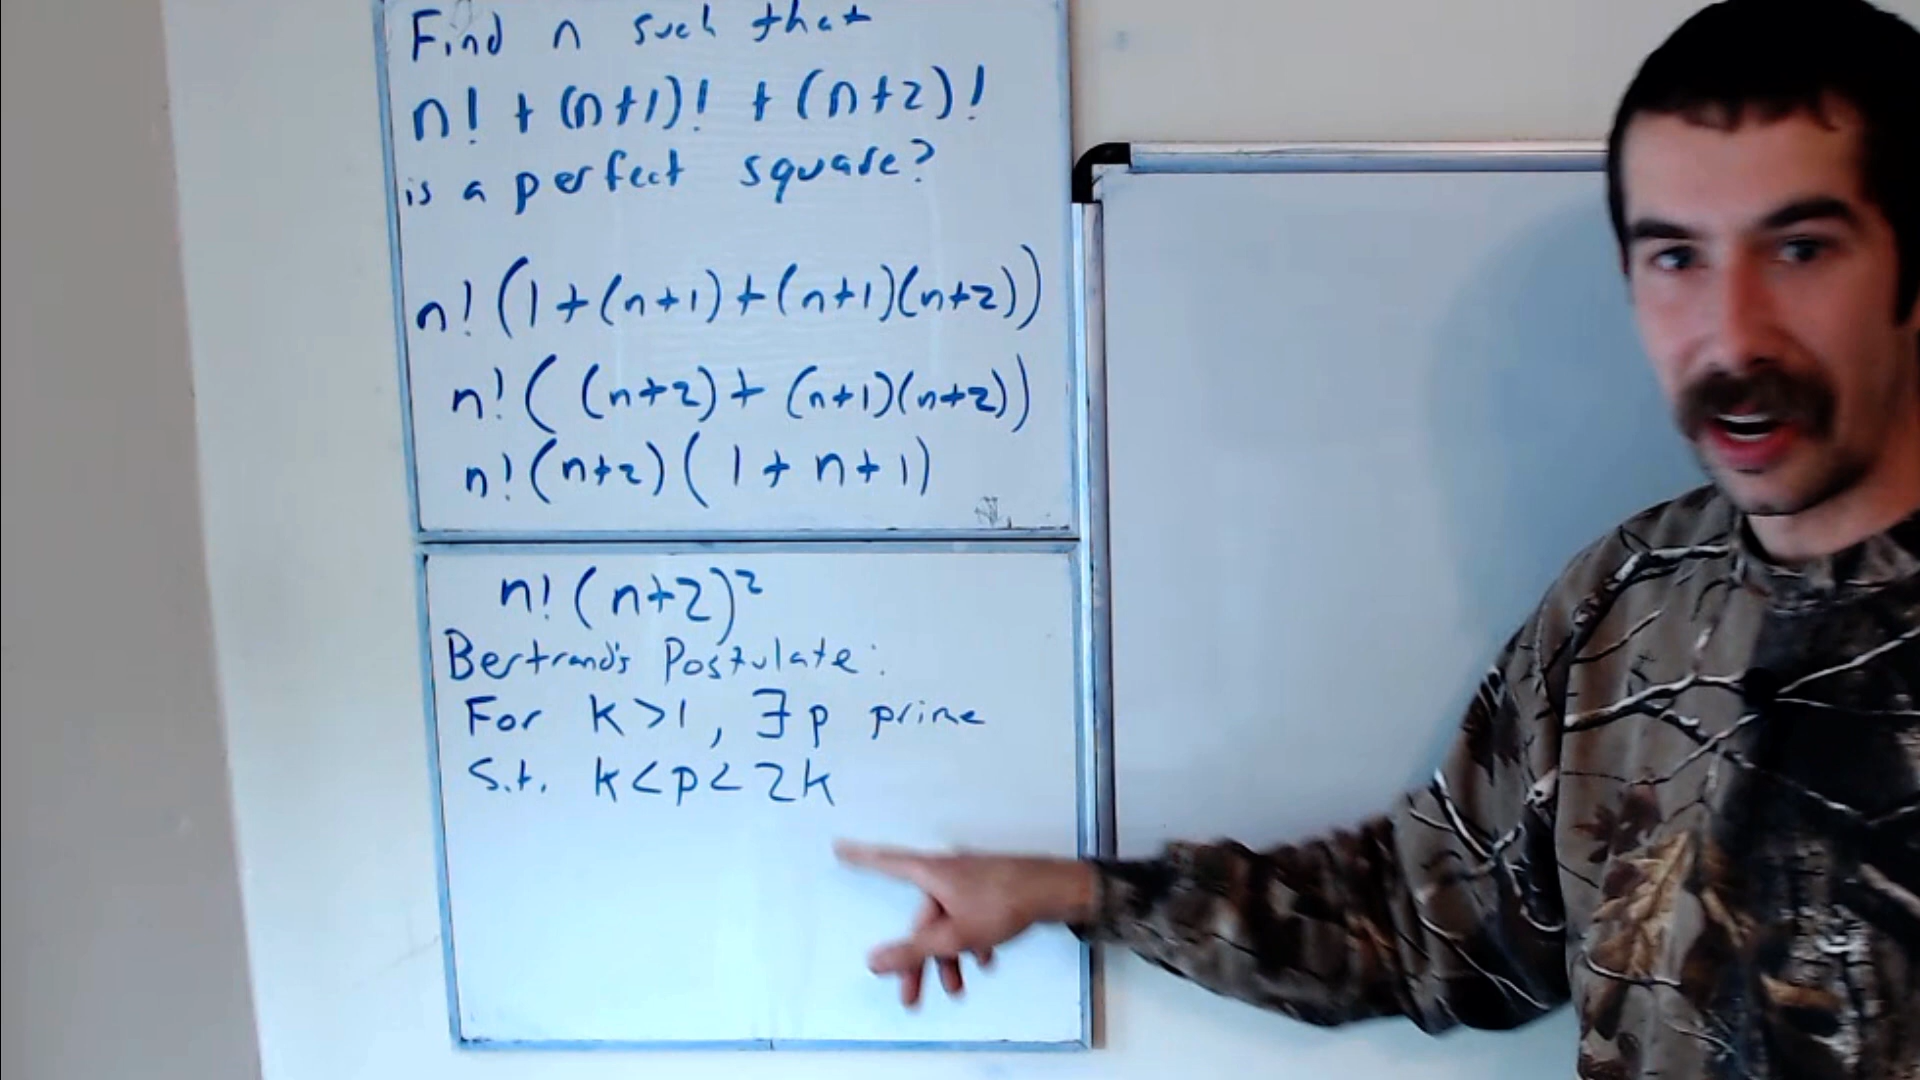 Find n such that
n! + (n+1)! + (n+2)!
is a perfect square?
n!(1+(n+1)+(n+1)(n+2))
n!((n+2)+(n+1)(n+2))
n!(n+2)(1+n+1)
n!(n+2)²
Bertrand's Postulate:
For k>1, ∃ p prime
s.t. k<p<2k